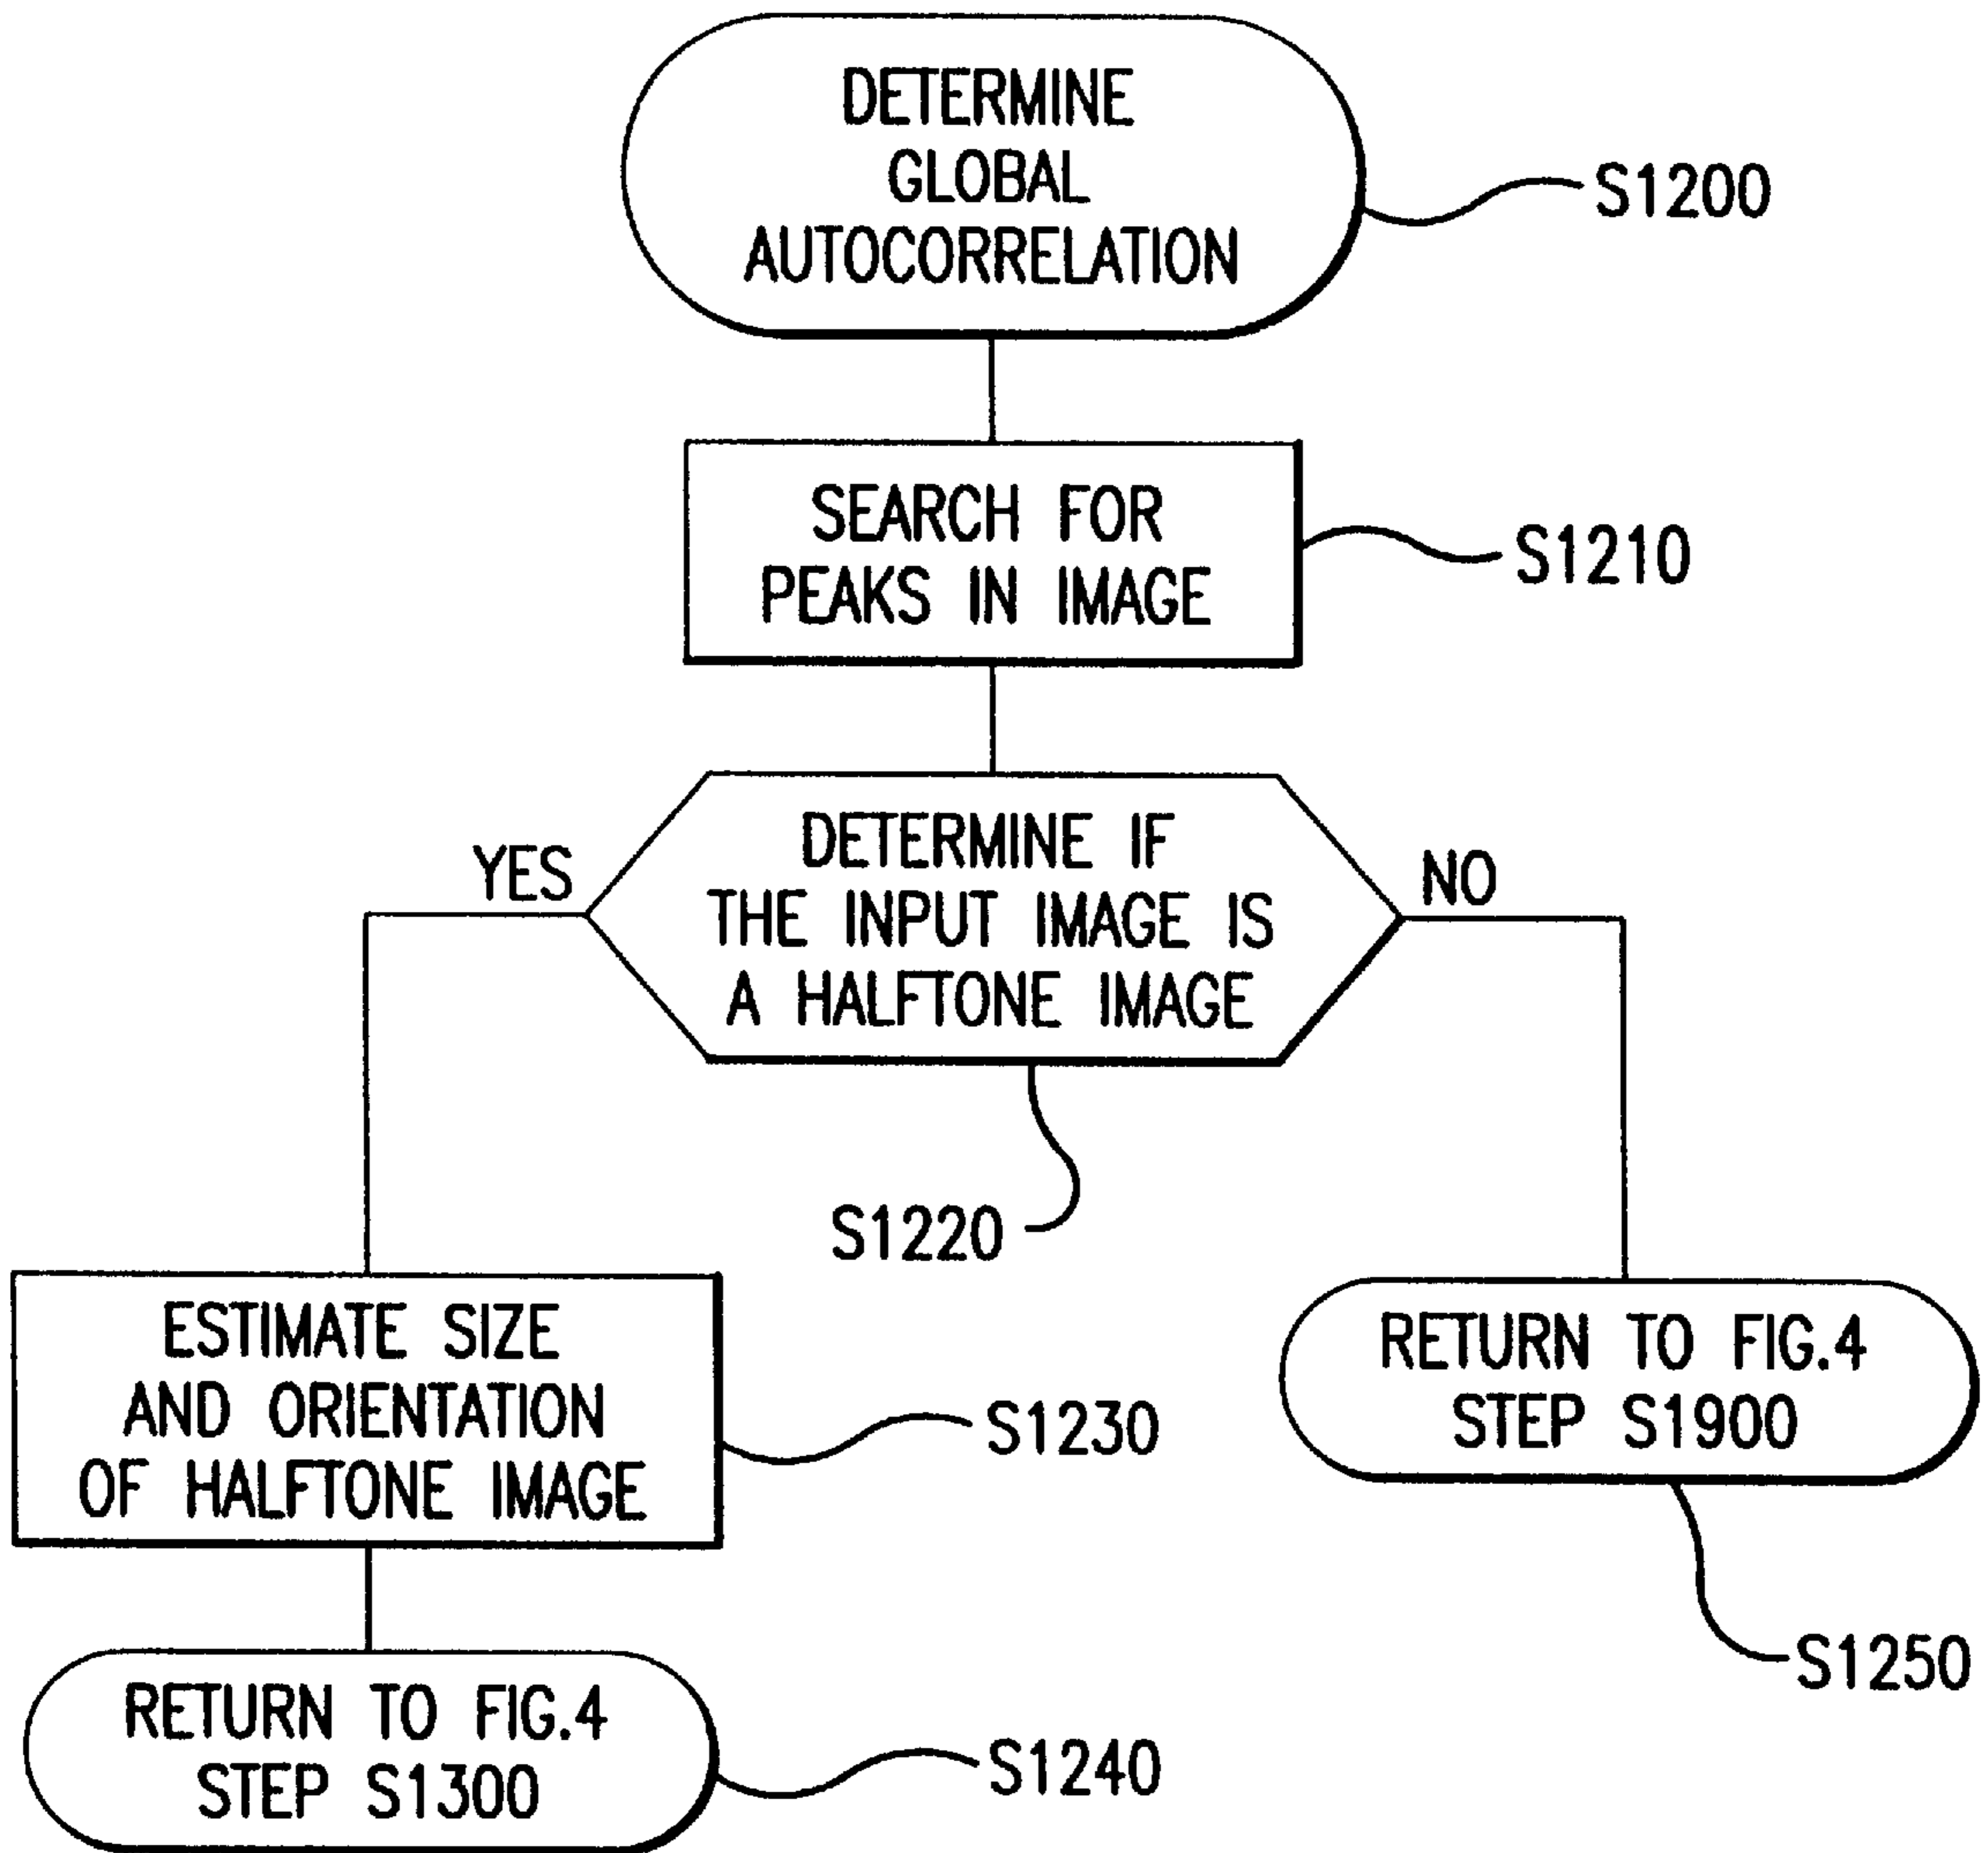 DETERMINE
GLOBAL
AUTOCORRELATION
S1200
SEARCH FOR
PEAKS IN IMAGE
S1210
DETERMINE IF
THE INPUT IMAGE IS
A HALFTONE IMAGE
YES
NO
S1220
ESTIMATE SIZE
AND ORIENTATION
OF HALFTONE IMAGE
S1230
RETURN TO FIG.4
STEP S1900
S1250
RETURN TO FIG.4
STEP S1300
S1240